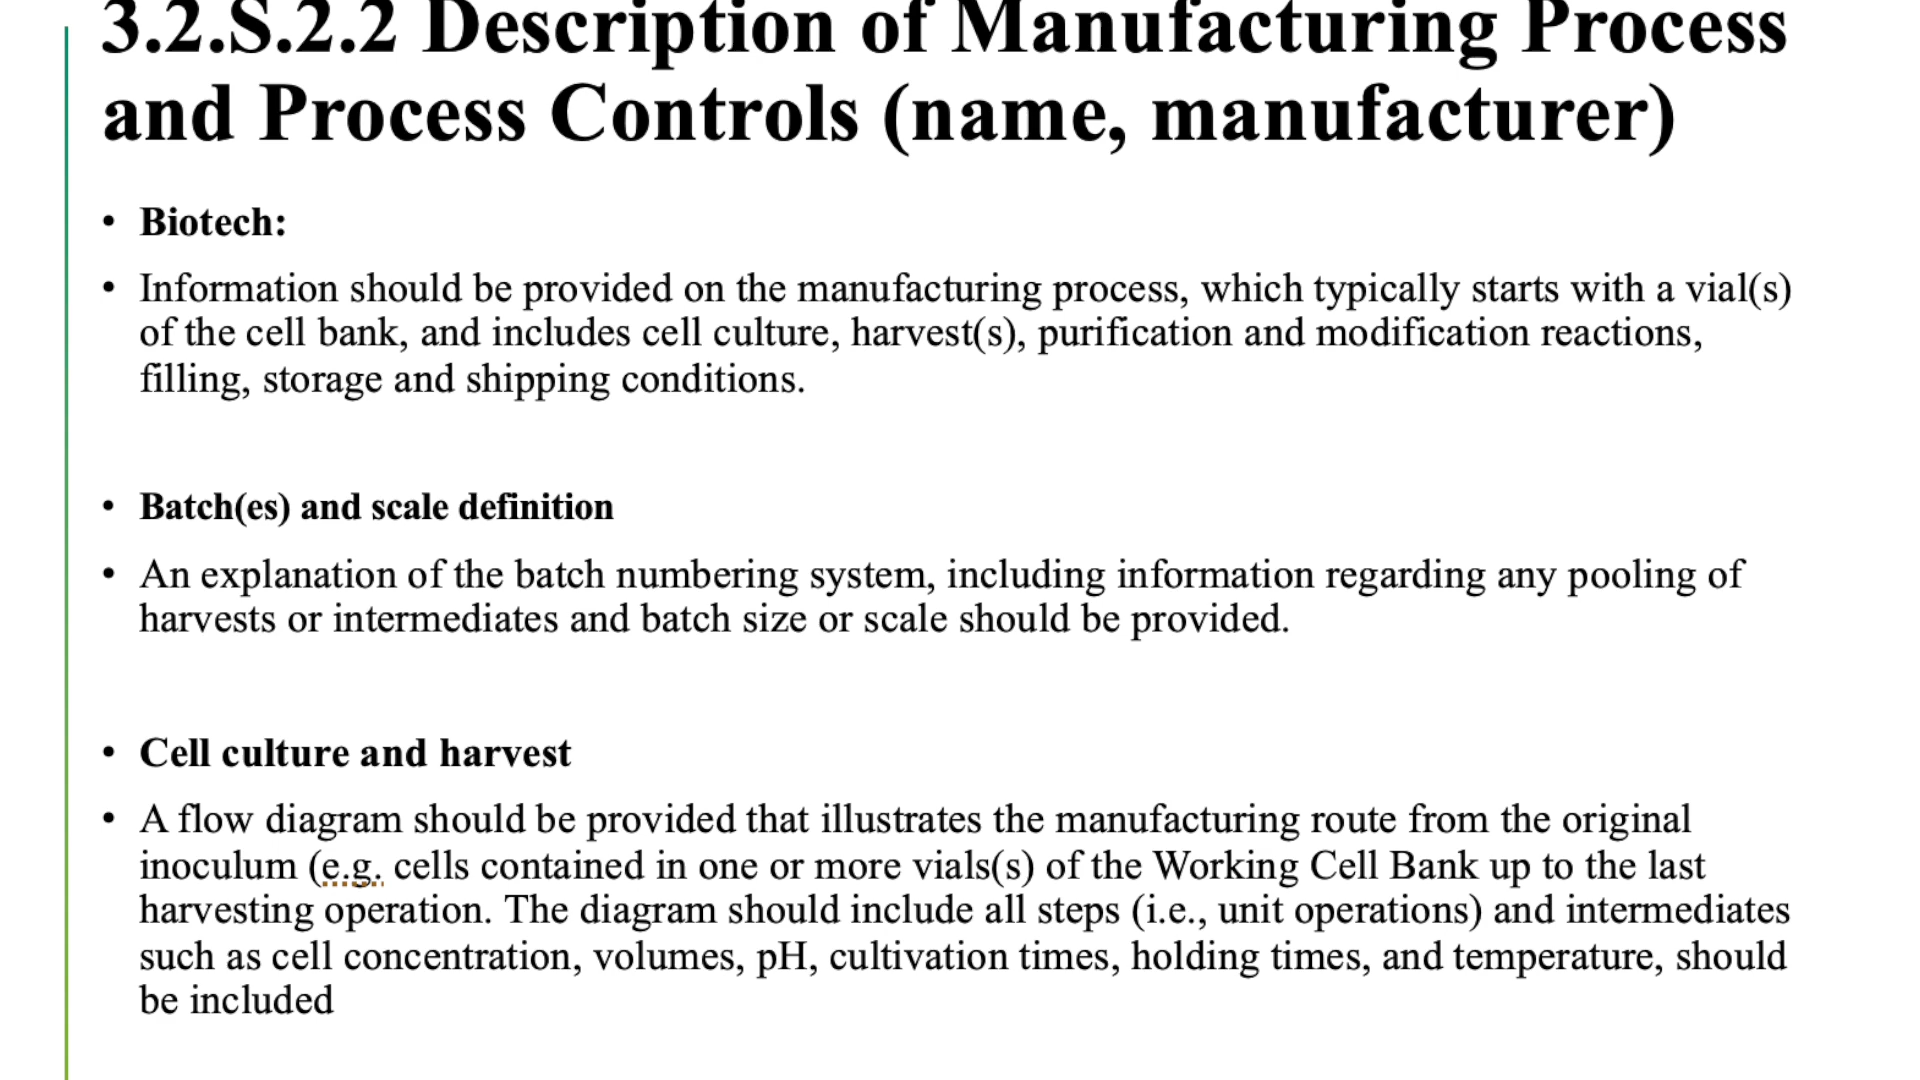 3.2.S.2.2 Description of Manufacturing Process
and Process Controls (name, manufacturer)
• Biotech:
• Information should be provided on the manufacturing process, which typically starts with a vial(s)
of the cell bank, and includes cell culture, harvest(s), purification and modification reactions,
filling, storage and shipping conditions.
• Batch(es) and scale definition
• An explanation of the batch numbering system, including information regarding any pooling of
harvests or intermediates and batch size or scale should be provided.
• Cell culture and harvest
• A flow diagram should be provided that illustrates the manufacturing route from the original
inoculum (e.g. cells contained in one or more vials(s) of the Working Cell Bank up to the last
harvesting operation. The diagram should include all steps (i.e., unit operations) and intermediates
such as cell concentration, volumes, pH, cultivation times, holding times, and temperature, should
be included